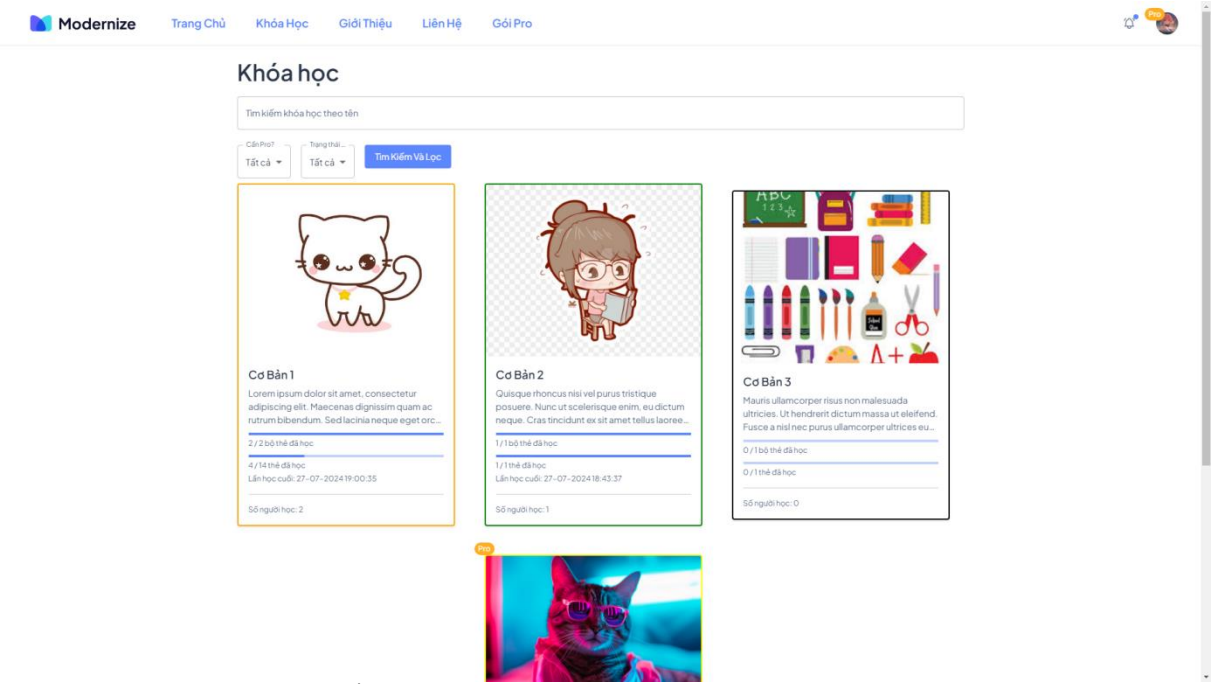 Modernize
Trang Chủ
Khóa Học
Giới Thiệu
Liên Hệ
Gói Pro
Pro
Khóa học
Tìm kiếm khóa học theo tên
Cần Pro?
Tất cả
Trạng thái ...
Tất cả
Tìm Kiếm Và Lọc
Cơ Bản 1
Lorem ipsum dolor sit amet, consectetur
adipiscing elit. Maecenas dignissim quam ac
rutrum bibendum. Sed lacinia neque eget orc...
2 / 2 bộ thẻ đã học
4 / 14 thẻ đã học
Lần học cuối: 27-07-2024 19:00:35
Số người học: 2
Cơ Bản 2
Quisque rhoncus nisi vel purus tristique
posuere. Nunc ut scelerisque enim, eu dictum
neque. Cras tincidunt ex sit amet tellus laoree...
1 / 1 bộ thẻ đã học
1 / 1 thẻ đã học
Lần học cuối: 27-07-2024 18:43:37
Số người học: 1
ABC
1 2 3
School
Glue
A+
Cơ Bản 3
Mauris ullamcorper risus non malesuada
ultricies. Ut hendrerit dictum massa ut eleifend.
Fusce a nisl nec purus ullamcorper ultrices eu...
0 / 1 bộ thẻ đã học
0 / 1 thẻ đã học
Số người học: 0
Pro